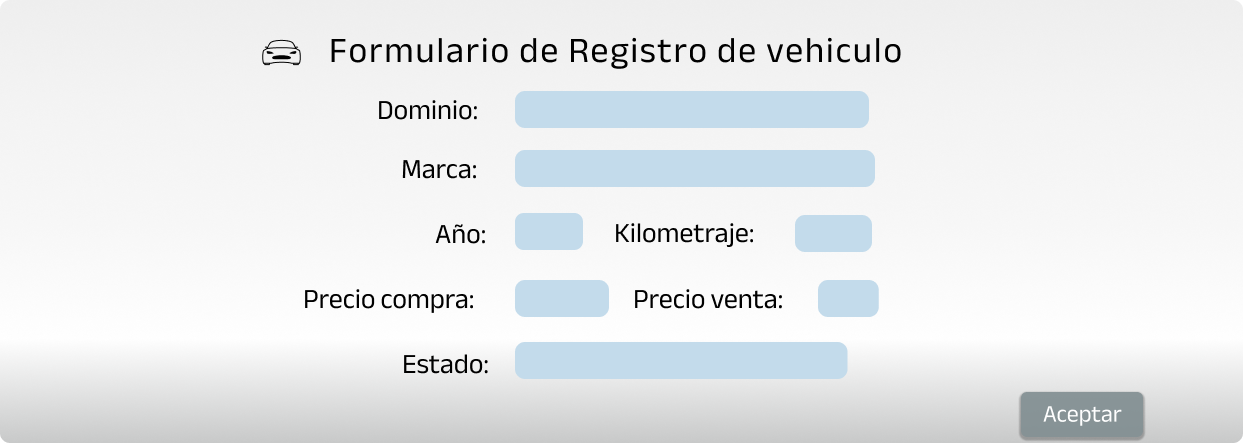 Formulario de Registro de vehiculo
Dominio:
Marca:
Año: Kilometraje:
Precio compra: Precio venta:
Estado:
Aceptar